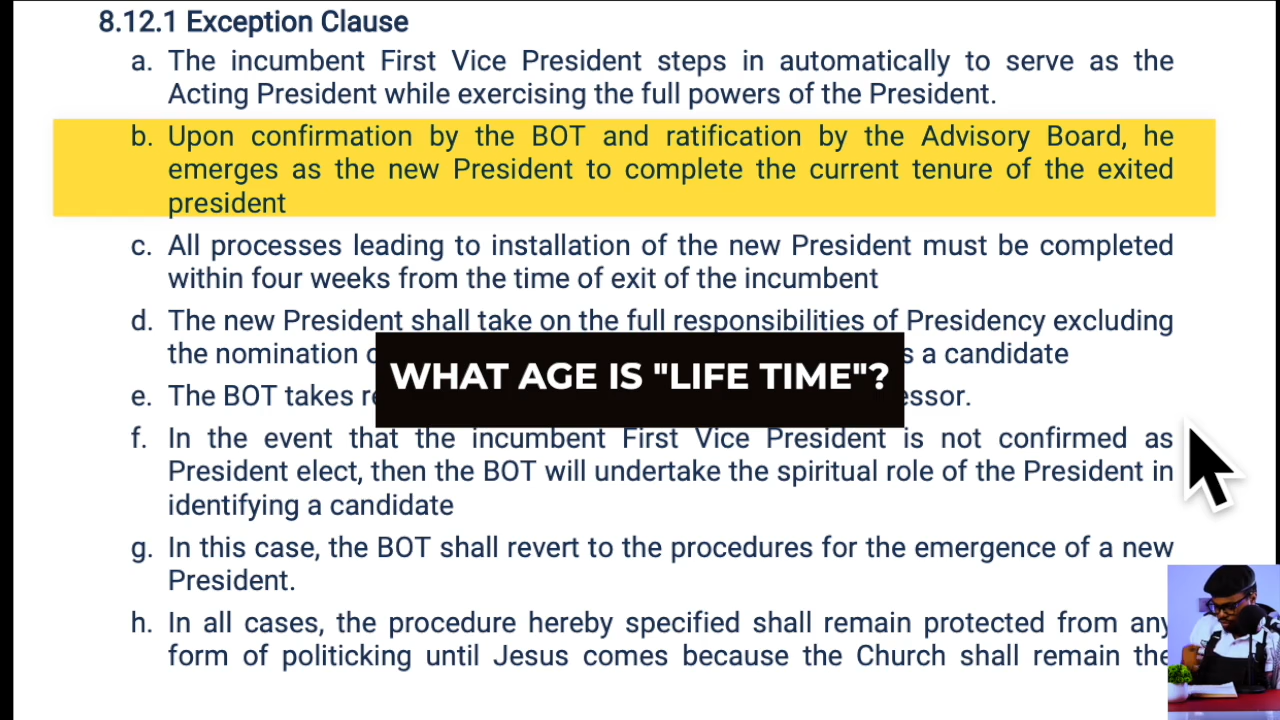 8.12.1 Exception Clause
a. The incumbent First Vice President steps in automatically to serve as the
Acting President while exercising the full powers of the President.
b. Upon confirmation by the BOT and ratification by the Advisory Board, he
emerges as the new President to complete the current tenure of the exited
president
c. All processes leading to installation of the new President must be completed
within four weeks from the time of exit of the incumbent
d. The new President shall take on the full responsibilities of Presidency excluding
the nomination a candidate
WHAT AGE IS "LIFE TIME"?
e. The BOT takes
f. In the event that the incumbent First Vice President is not confirmed as
President elect, then the BOT will undertake the spiritual role of the President in
identifying a candidate
g. In this case, the BOT shall revert to the procedures for the emergence of a new
President.
h. In all cases, the procedure hereby specified shall remain protected from any
form of politicking until Jesus comes because the Church shall remain the